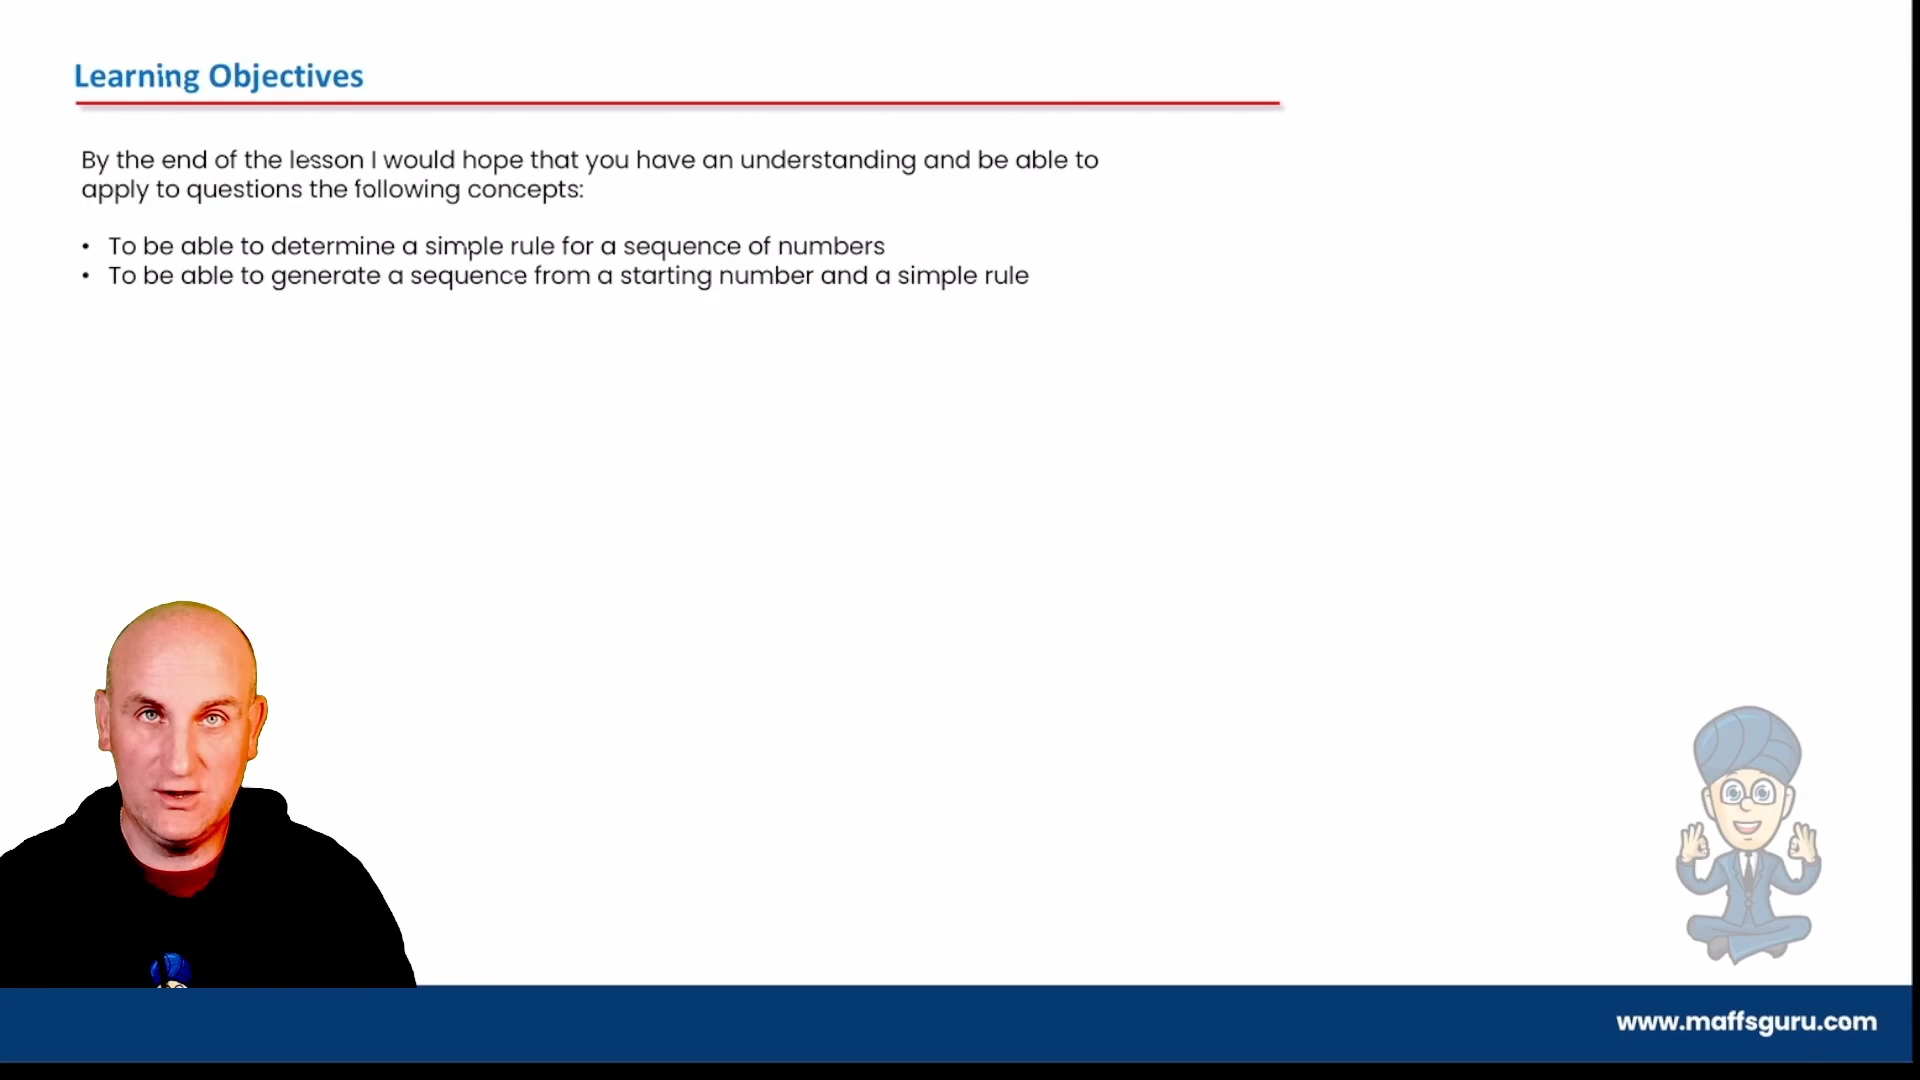 Learning Objectives
By the end of the lesson I would hope that you have an understanding and be able to
apply to questions the following concepts:
• To be able to determine a simple rule for a sequence of numbers
• To be able to generate a sequence from a starting number and a simple rule
www.maffsguru.com